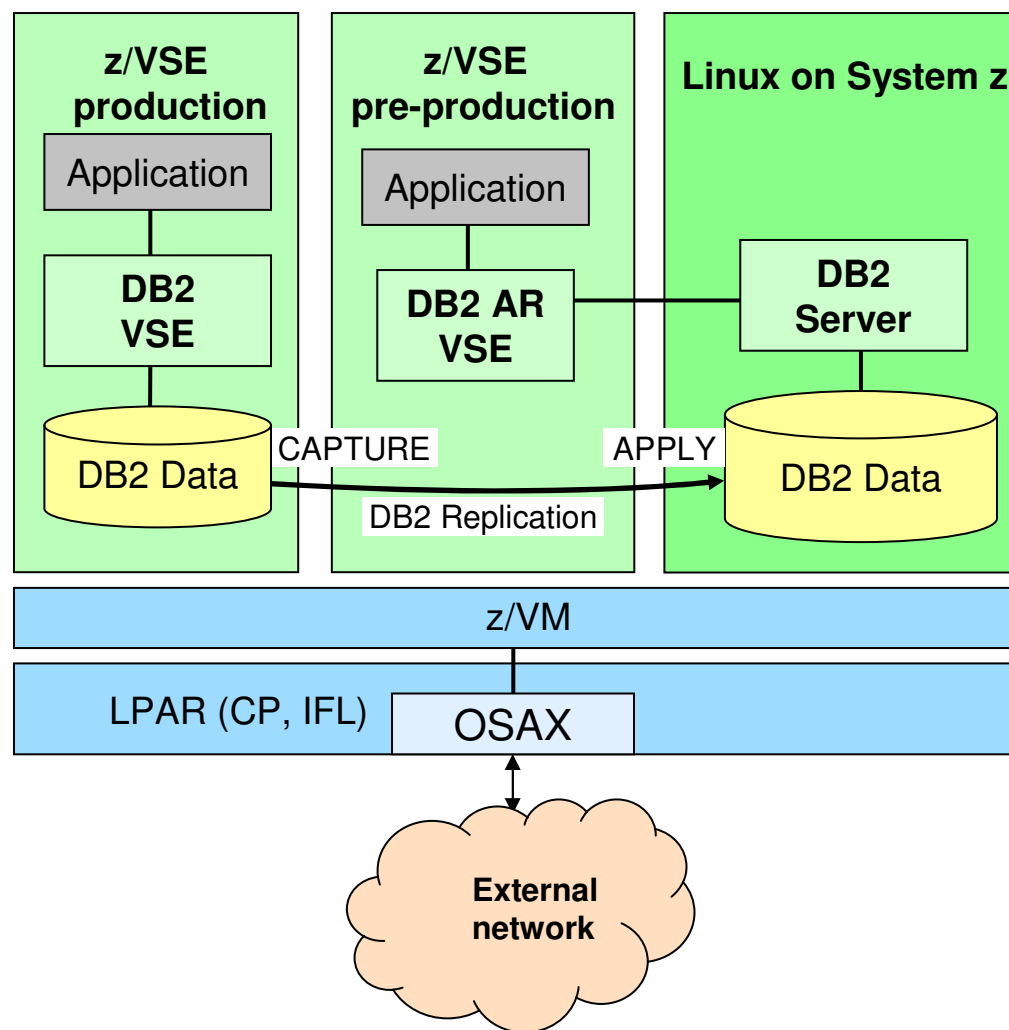 z/VSE
production
Application
DB2
VSE
DB2 Data
z/VSE
pre-production
Application
DB2 AR
VSE
Linux on System z
DB2
Server
DB2 Data
CAPTURE
APPLY
DB2 Replication
z/VM
LPAR (CP, IFL)
OSAX
External
network